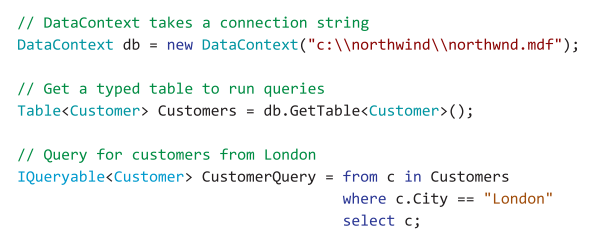 // DataContext takes a connection string
DataContext db = new DataContext("c:\\northwind\\northwnd.mdf");
// Get a typed table to run queries
Table<Customer> Customers = db.GetTable<Customer>();
// Query for customers from London
IQueryable<Customer> CustomerQuery = from c in Customers
where c.City == "London"
select c;